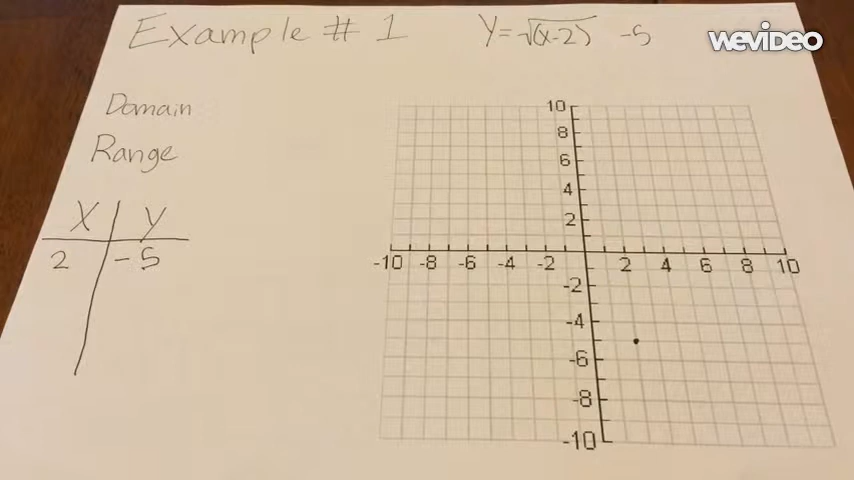 Example # 1
Y=√(x-2) -5
wevideo
Domain
Range
X Y
2 -5
10
8
6
4
2
-10 -8 -6 -4 -2 2 4 6 8 10
-2
-4
-6
-8
-10